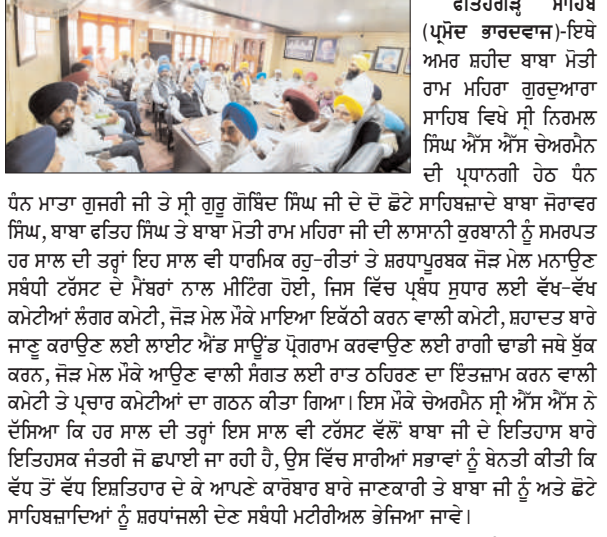 ਫਤਿਹਗੜ੍ਹ ਸਾਹਿਬ
(ਪ੍ਰਮੋਦ ਭਾਰਦਵਾਜ)-ਇਥੇ
ਅਮਰ ਸ਼ਹੀਦ ਬਾਬਾ ਮੋਤੀ
ਰਾਮ ਮਹਿਰਾ ਗੁਰਦੁਆਰਾ
ਸਾਹਿਬ ਵਿਖੇ ਸ੍ਰੀ ਨਿਰਮਲ
ਸਿੰਘ ਐੱਸ ਐੱਸ ਚੇਅਰਮੈਨ
ਦੀ ਪ੍ਰਧਾਨਗੀ ਹੇਠ ਧੰਨ
ਧੰਨ ਮਾਤਾ ਗੁਜਰੀ ਜੀ ਤੇ ਸ੍ਰੀ ਗੁਰੂ ਗੋਬਿੰਦ ਸਿੰਘ ਜੀ ਦੇ ਦੋ ਛੋਟੇ ਸਾਹਿਬਜ਼ਾਦੇ ਬਾਬਾ ਜੋਰਾਵਰ
ਸਿੰਘ, ਬਾਬਾ ਫਤਿਹ ਸਿੰਘ ਤੇ ਬਾਬਾ ਮੋਤੀ ਰਾਮ ਮਹਿਰਾ ਜੀ ਦੀ ਲਾਸਾਨੀ ਕੁਰਬਾਨੀ ਨੂੰ ਸਮਰਪਤ
ਹਰ ਸਾਲ ਦੀ ਤਰ੍ਹਾਂ ਇਹ ਸਾਲ ਵੀ ਧਾਰਮਿਕ ਰਹੁ-ਰੀਤਾਂ ਤੇ ਸ਼ਰਧਾਪੂਰਬਕ ਜੋੜ ਮੇਲ ਮਨਾਉਣ
ਸਬੰਧੀ ਟਰੱਸਟ ਦੇ ਮੈਂਬਰਾਂ ਨਾਲ ਮੀਟਿੰਗ ਹੋਈ, ਜਿਸ ਵਿੱਚ ਪ੍ਰਬੰਧ ਸੁਧਾਰ ਲਈ ਵੱਖ-ਵੱਖ
ਕਮੇਟੀਆਂ ਲੰਗਰ ਕਮੇਟੀ, ਜੋੜ ਮੇਲ ਮੌਕੇ ਮਾਇਆ ਇਕੱਠੀ ਕਰਨ ਵਾਲੀ ਕਮੇਟੀ, ਸ਼ਹਾਦਤ ਬਾਰੇ
ਜਾਣੂ ਕਰਾਉਣ ਲਈ ਲਾਈਟ ਐਂਡ ਸਾਊਂਡ ਪ੍ਰੋਗਰਾਮ ਕਰਵਾਉਣ ਲਈ ਰਾਗੀ ਢਾਡੀ ਜਥੇ ਬੁੱਕ
ਕਰਨ, ਜੋੜ ਮੇਲ ਮੌਕੇ ਆਉਣ ਵਾਲੀ ਸੰਗਤ ਲਈ ਰਾਤ ਠਹਿਰਣ ਦਾ ਇੰਤਜ਼ਾਮ ਕਰਨ ਵਾਲੀ
ਕਮੇਟੀ ਤੇ ਪ੍ਰਚਾਰ ਕਮੇਟੀਆਂ ਦਾ ਗਠਨ ਕੀਤਾ ਗਿਆ। ਇਸ ਮੌਕੇ ਚੇਅਰਮੈਨ ਸ੍ਰੀ ਐੱਸ ਐੱਸ ਨੇ
ਦੱਸਿਆ ਕਿ ਹਰ ਸਾਲ ਦੀ ਤਰ੍ਹਾਂ ਇਸ ਸਾਲ ਵੀ ਟਰੱਸਟ ਵੱਲੋਂ ਬਾਬਾ ਜੀ ਦੇ ਇਤਿਹਾਸ ਬਾਰੇ
ਇਤਿਹਸਕ ਜੰਤਰੀ ਜੋ ਛਪਾਈ ਜਾ ਰਹੀ ਹੈ, ਉਸ ਵਿੱਚ ਸਾਰੀਆਂ ਸਭਾਵਾਂ ਨੂੰ ਬੇਨਤੀ ਕੀਤੀ ਕਿ
ਵੱਧ ਤੋਂ ਵੱਧ ਇਸ਼ਤਿਹਾਰ ਦੇ ਕੇ ਆਪਣੇ ਕਾਰੋਬਾਰ ਬਾਰੇ ਜਾਣਕਾਰੀ ਤੇ ਬਾਬਾ ਜੀ ਨੂੰ ਅਤੇ ਛੋਟੇ
ਸਾਹਿਬਜ਼ਾਦਿਆਂ ਨੂੰ ਸ਼ਰਧਾਂਜਲੀ ਦੇਣ ਸਬੰਧੀ ਮਟੀਰੀਅਲ ਭੇਜਿਆ ਜਾਵੇ।